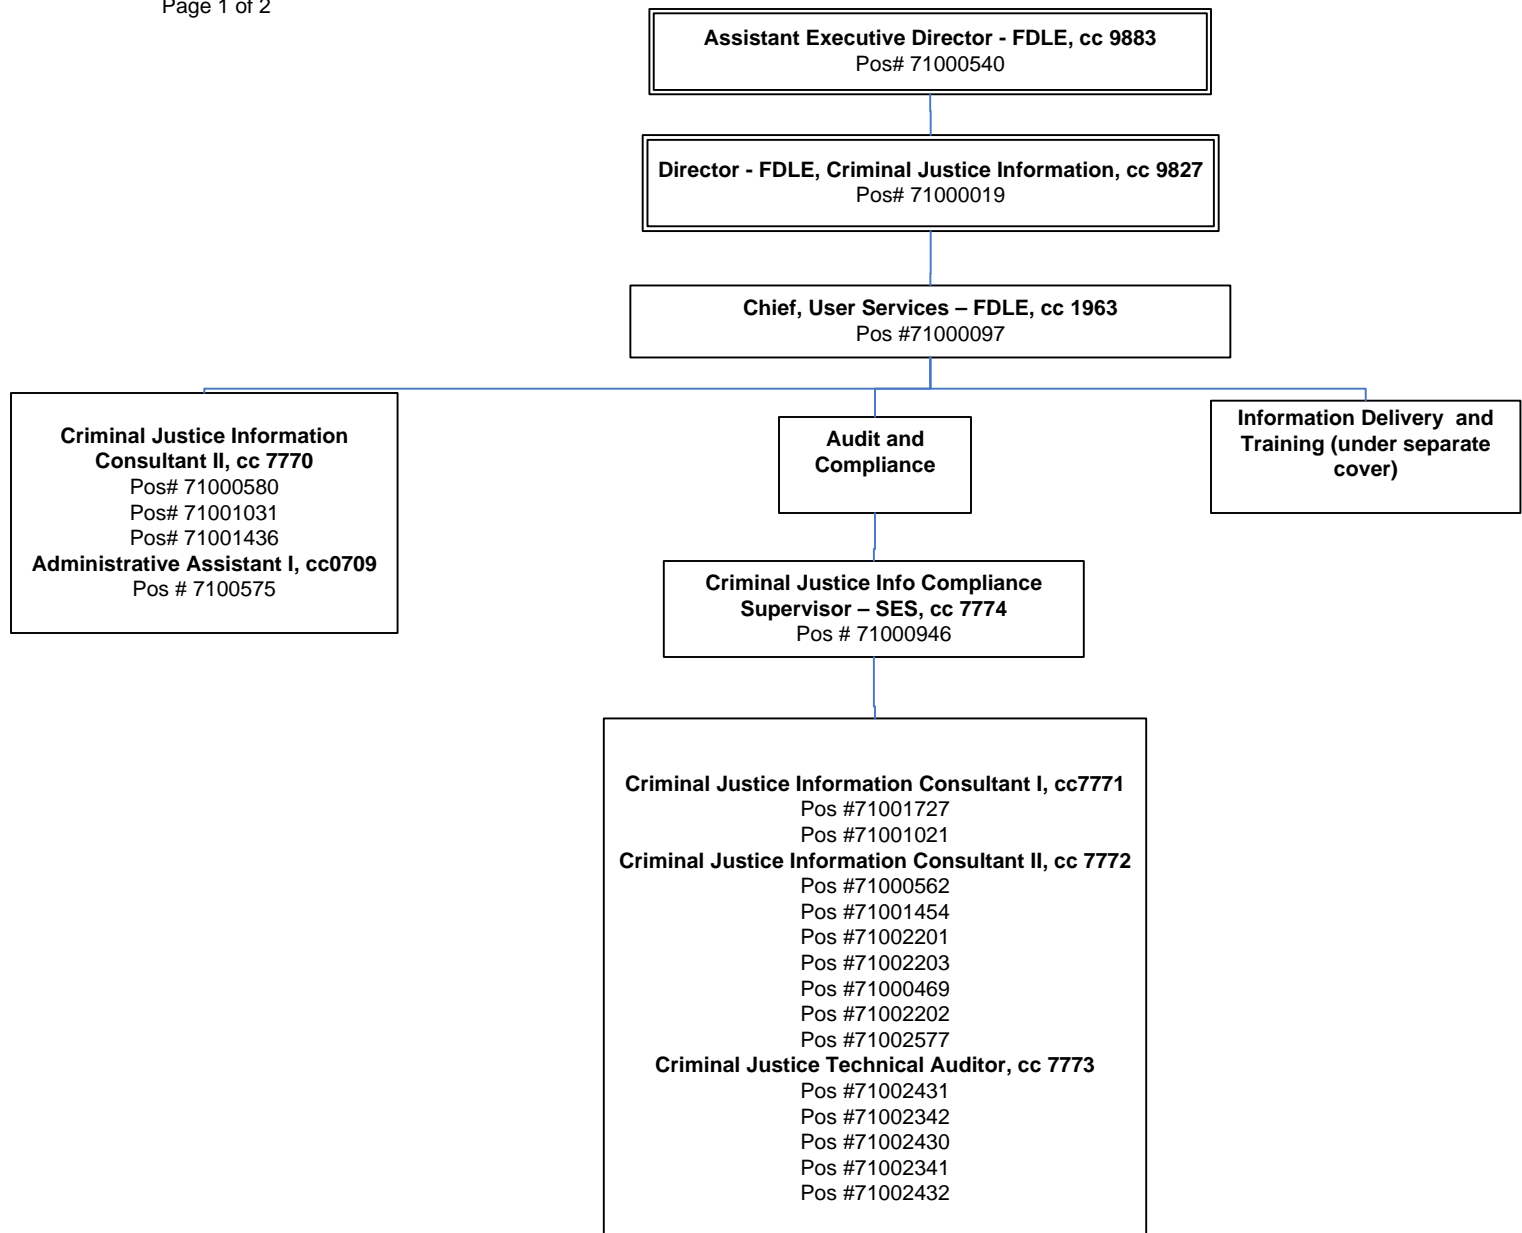 Page 1 of 2
Assistant Executive Director - FDLE, cc 9883
Pos# 71000540
Director - FDLE, Criminal Justice Information, cc 9827
Pos# 71000019
Chief, User Services – FDLE, cc 1963
Pos #71000097
Criminal Justice Information
Consultant II, cc 7770
Pos# 71000580
Pos# 71001031
Pos# 71001436
Administrative Assistant I, cc0709
Pos # 7100575
Audit and
Compliance
Information Delivery  and
Training (under separate
cover)
Criminal Justice Info Compliance
Supervisor – SES, cc 7774
Pos # 71000946
Criminal Justice Information Consultant I, cc7771
Pos #71001727
Pos #71001021
Criminal Justice Information Consultant II, cc 7772
Pos #71000562
Pos #71001454
Pos #71002201
Pos #71002203
Pos #71000469
Pos #71002202
Pos #71002577
Criminal Justice Technical Auditor, cc 7773
Pos #71002431
Pos #71002342
Pos #71002430
Pos #71002341
Pos #71002432